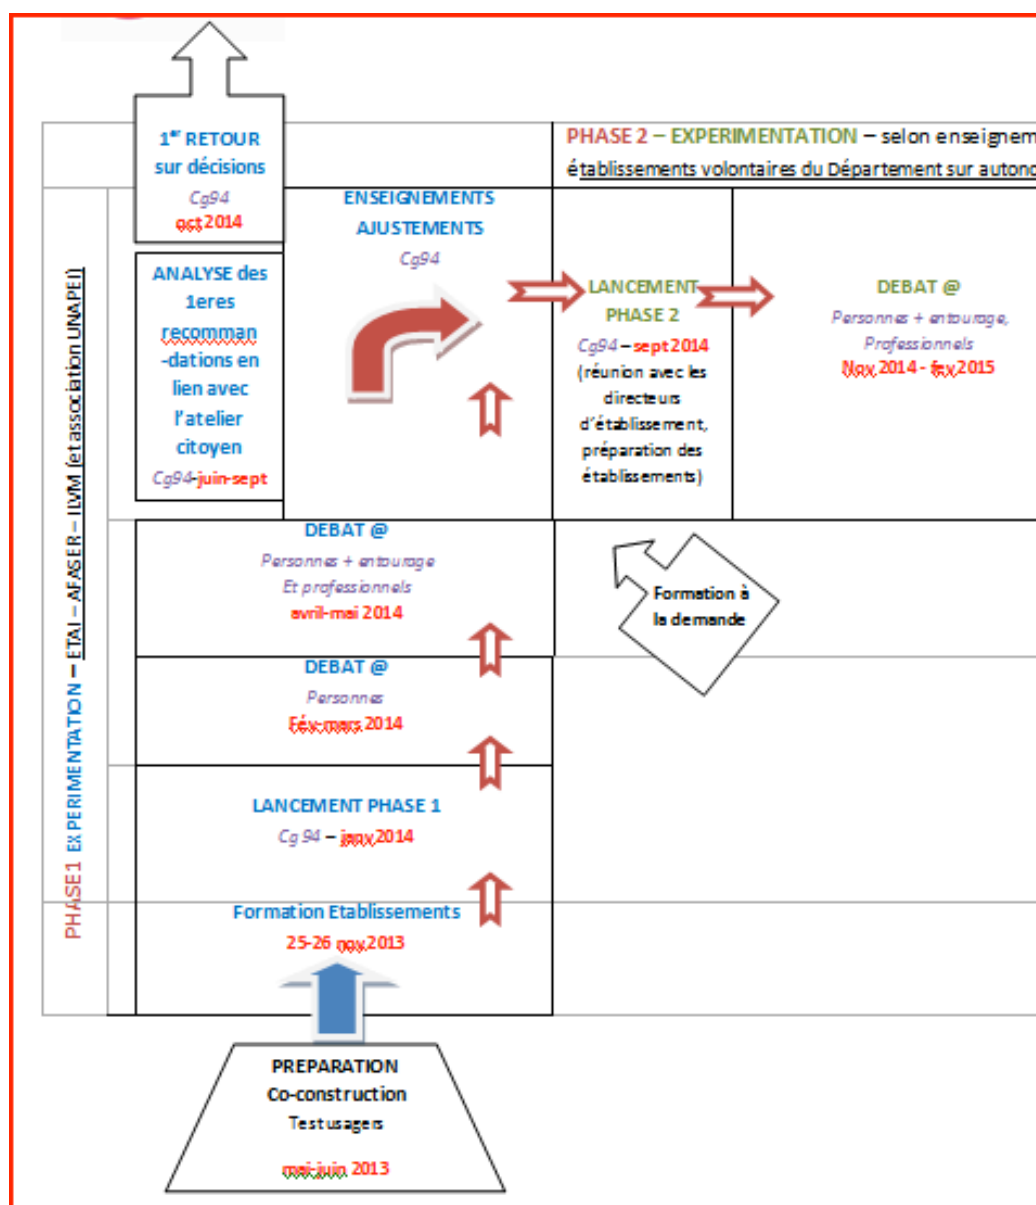 1er RETOUR
sur décisions
Cg94
oct 2014
PHASE 2 – EXPERIMENTATION – selon enseignem
établissements volontaires du Département sur autono
PHASE1 EXPERIMENTATION – ETAI – AFASER – ILVM (et association UNAPEI)
ANALYSE des
1eres
recomman
-dations en
lien avec
l'atelier
citoyen
Cg94-juin-sept
ENSEIGNEMENTS
AJUSTEMENTS
Cg94
LANCEMENT
PHASE 2
Cg94 – sept 2014
(réunion avec les
directeurs
d'établissement,
préparation des
établissements)
DEBAT @
Personnes + entourage,
Professionnels
Nov.2014 - fev.2015
DEBAT @
Personnes + entourage
Et professionnels
avril-mai 2014
Formation à
la demande
DEBAT @
Personnes
Fév-mars 2014
LANCEMENT PHASE 1
Cg 94 – janv.2014
Formation Etablissements
25-26 nov.2013
PREPARATION
Co-construction
Test usagers
mai-juin 2013